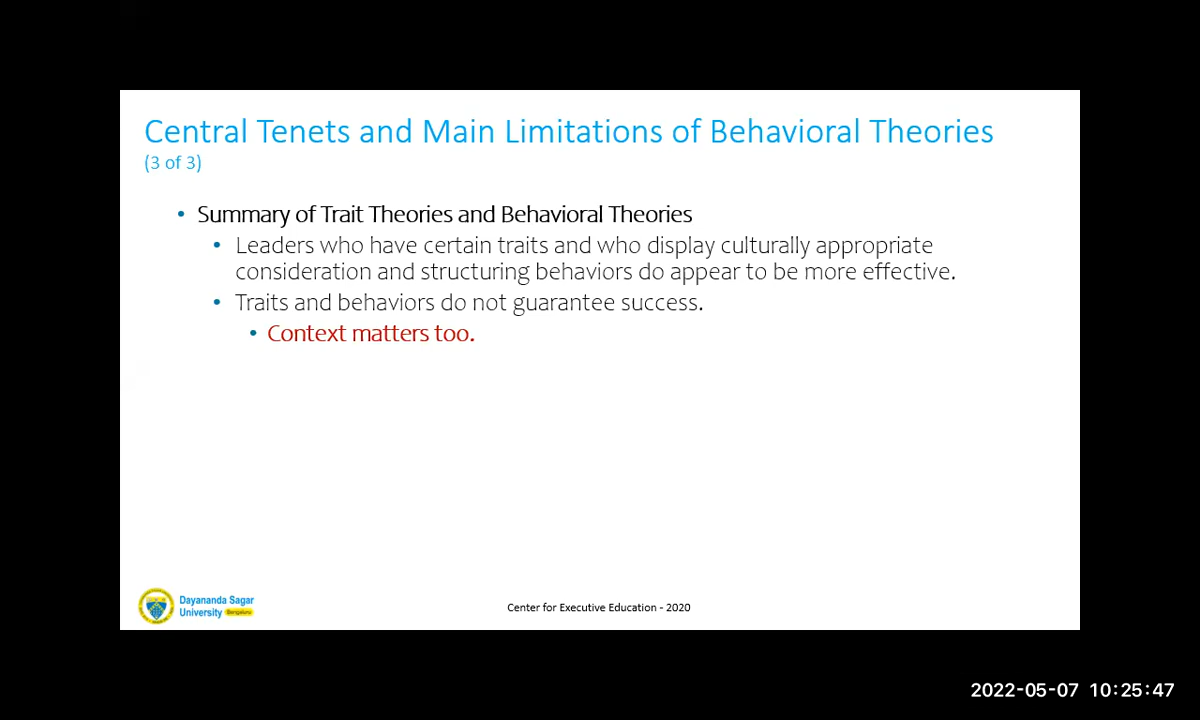 Central Tenets and Main Limitations of Behavioral Theories
(3 of 3)
• Summary of Trait Theories and Behavioral Theories
• Leaders who have certain traits and who display culturally appropriate
consideration and structuring behaviors do appear to be more effective.
• Traits and behaviors do not guarantee success.
• Context matters too.
Dayananda Sagar
University Bengaluru
Center for Executive Education - 2020
2022-05-07 10:25:47